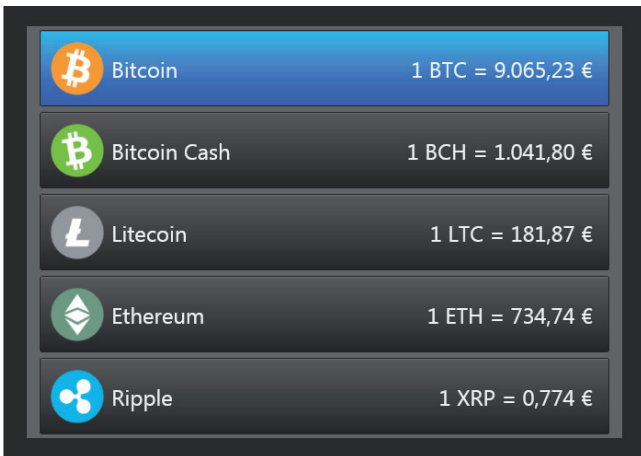 Bitcoin 1 BTC = 9.065,23 €
Bitcoin Cash 1 BCH = 1.041,80 €
Litecoin 1 LTC = 181,87 €
Ethereum 1 ETH = 734,74 €
Ripple 1 XRP = 0,774 €